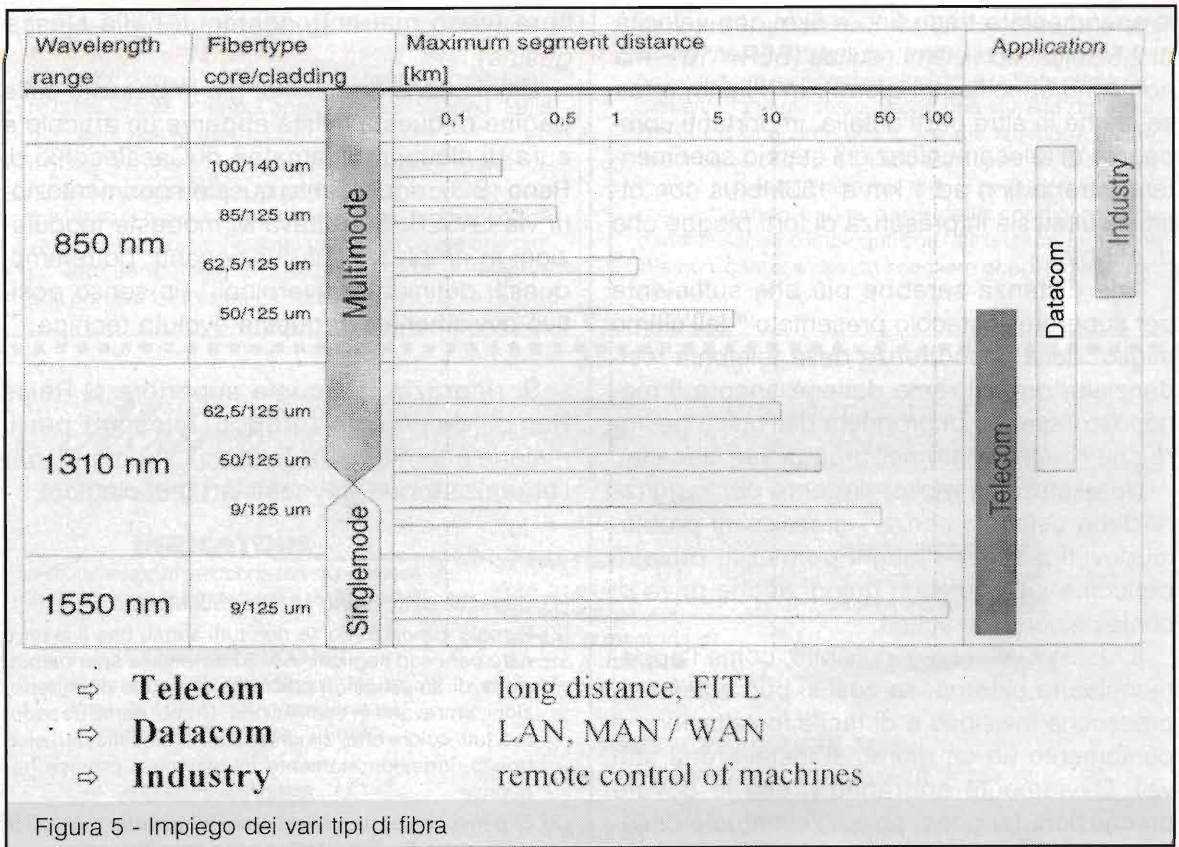 Wavelength range
Fibertype core/cladding
Maximum segment distance [km]
Application
0,1 0,5 1 5 10 50 100
850 nm
100/140 um
85/125 um
62,5/125 um
50/125 um
Multimode
1310 nm
62,5/125 um
50/125 um
9/125 um
Singlemode
1550 nm
9/125 um
Telecom
Datacom
Industry
⇨ Telecom long distance, FITL
⇨ Datacom LAN, MAN / WAN
⇨ Industry remote control of machines
Figura 5 - Impiego dei vari tipi di fibra